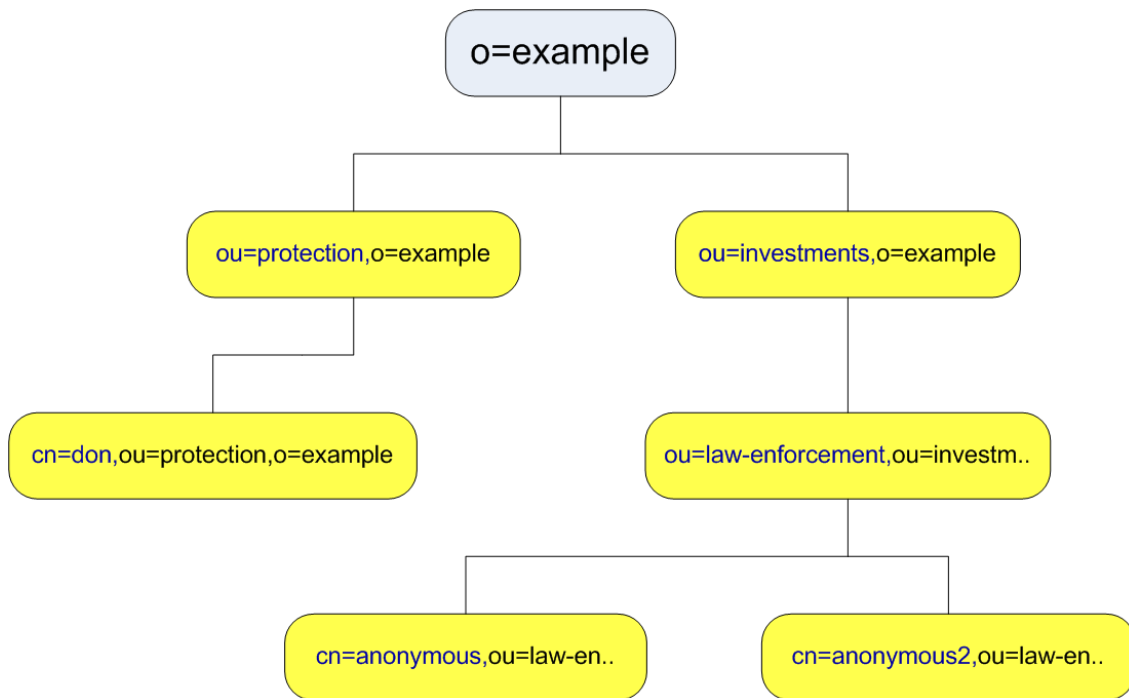 o=example
ou=protection,o=example
ou=investments,o=example
cn=don,ou=protection,o=example
ou=law-enforcement,ou=investm..
cn=anonymous,ou=law-en..
cn=anonymous2,ou=law-en..